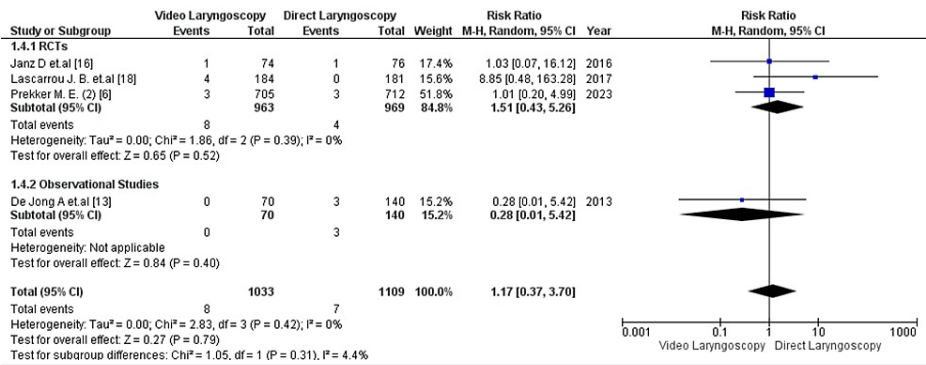 Video Laryngoscopy Direct Laryngoscopy Risk Ratio Risk Ratio
Study or Subgroup Events Total Events Total Weight M-H, Random, 95% CI Year M-H, Random, 95% CI
1.4.1 RCTs
Janz D et.al [16] 1 74 1 76 17.4% 1.03 [0.07, 16.12] 2016
Lascarrou J. B. et.al [18] 4 184 0 181 15.6% 8.85 [0.48, 163.28] 2017
Prekker M. E. (2) [6] 3 705 3 712 51.8% 1.01 [0.20, 4.99] 2023
Subtotal (95% CI) 963 969 84.8% 1.51 [0.43, 5.26]
Total events 8 4
Heterogeneity: Tau² = 0.00; Chi² = 1.86, df = 2 (P = 0.39); I² = 0%
Test for overall effect: Z = 0.65 (P = 0.52)
1.4.2 Observational Studies
De Jong A et.al [13] 0 70 3 140 15.2% 0.28 [0.01, 5.42] 2013
Subtotal (95% CI) 70 140 15.2% 0.28 [0.01, 5.42]
Total events 0 3
Heterogeneity: Not applicable
Test for overall effect: Z = 0.84 (P = 0.40)
Total (95% CI) 1033 1109 100.0% 1.17 [0.37, 3.70]
Total events 8 7
Heterogeneity: Tau² = 0.00; Chi² = 2.83, df = 3 (P = 0.42); I² = 0%
Test for overall effect: Z = 0.27 (P = 0.79)
Test for subgroup differences: Chi² = 1.05, df = 1 (P = 0.31), I² = 4.4%
0.001 0.1 1 10 1000
Video Laryngoscopy Direct Laryngoscopy